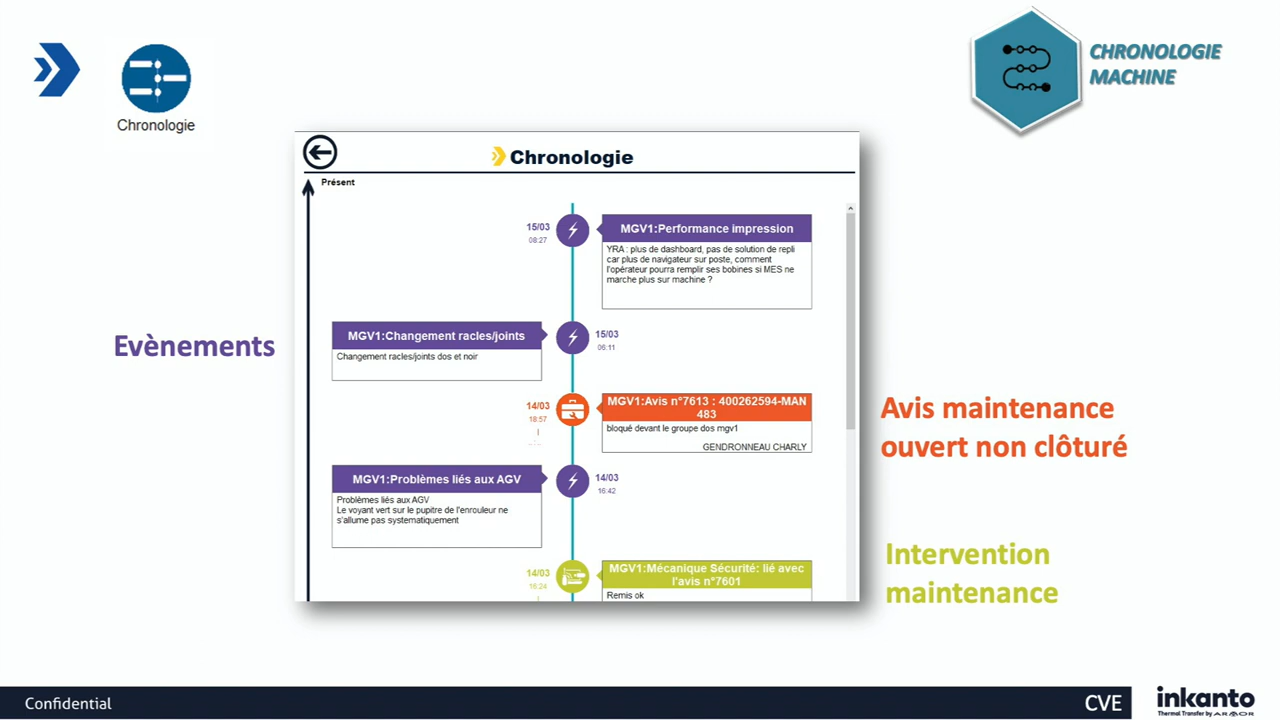 CHRONOLOGIE
MACHINE
Chronologie
Chronologie
Présent
15/03
08:27
MGV1:Performance impression
YRA : plus de dashboard, pas de solution de repli
car plus de navigateur sur poste, comment
l'opérateur pourra remplir ses bobines si MES ne
marche plus sur machine ?
Evènements
MGV1:Changement racles/joints
Changement racles/joints dos et noir
15/03
06:11
14/03
18:57
MGV1:Avis n°7613 : 400262594-MAN
483
bloqué devant le groupe dos mgv1
GENDRONNEAU CHARLY
Avis maintenance
ouvert non clôturé
MGV1:Problèmes liés aux AGV
Problèmes liés aux AGV
Le voyant vert sur le pupitre de l'enrouleur ne
s'allume pas systématiquement
14/03
16:42
14/03
16:24
MGV1:Mécanique Sécurité: lié avec
l'avis n°7601
Remis ok
Intervention
maintenance
Confidential
CVE
inkanto
Thermal Transfer by ARMOR